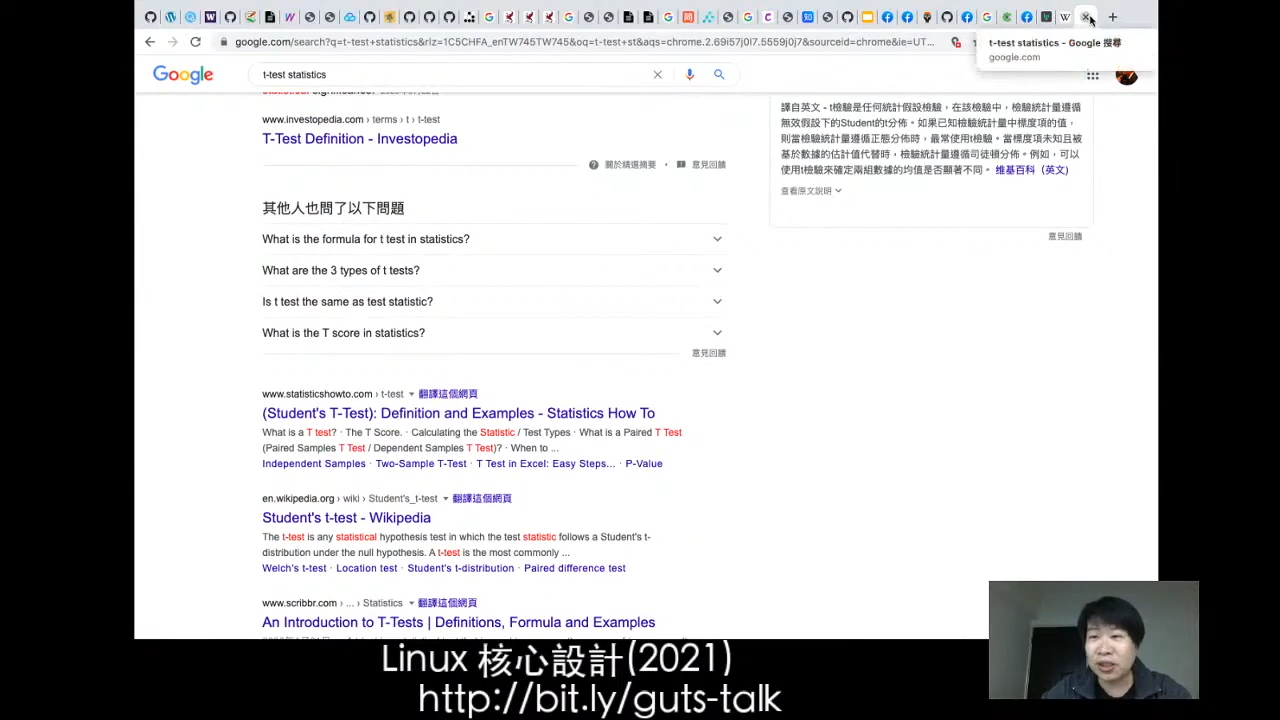 google.com/search?q=t-test+statistics&rlz=1C5CHFA_enTW745TW745&oq=t-test+st&aqs=chrome.2.69i57j0i7.5559j0j7&sourceid=chrome&ie=UT...
t-test statistics - Google 搜尋
google.com
Google
t-test statistics
www.investopedia.com › terms › t › t-test
T-Test Definition - Investopedia
關於精選摘要 • 意見回饋
譯自英文 - t檢驗是任何統計假設檢驗，在該檢驗中，檢驗統計量遵循
無效假設下的Student的t分佈。如果已知檢驗統計量中標度項的值，
則當檢驗統計量遵循正態分佈時，最常使用t檢驗。當標度項未知且被
基於數據的估計值代替時，檢驗統計量遵循司徒頓分佈。例如，可以
使用t檢驗來確定兩組數據的均值是否顯著不同。 維基百科（英文）
查看原文說明
意見回饋
其他人也問了以下問題
What is the formula for t test in statistics?
What are the 3 types of t tests?
Is t test the same as test statistic?
What is the T score in statistics?
意見回饋
www.statisticshowto.com › t-test 翻譯這個網頁
(Student's T-Test): Definition and Examples - Statistics How To
What is a T test? · The T Score. · Calculating the Statistic / Test Types · What is a Paired T Test
(Paired Samples T Test / Dependent Samples T Test)? · When to ...
Independent Samples · Two-Sample T-Test · T Test in Excel: Easy Steps... · P-Value
en.wikipedia.org › wiki › Student's_t-test 翻譯這個網頁
Student's t-test - Wikipedia
The t-test is any statistical hypothesis test in which the test statistic follows a Student's t-
distribution under the null hypothesis. A t-test is the most commonly ...
Welch's t-test · Location test · Student's t-distribution · Paired difference test
www.scribbr.com › ... › Statistics 翻譯這個網頁
An Introduction to T-Tests | Definitions, Formula and Examples
Linux 核心設計(2021)
http://bit.ly/guts-talk